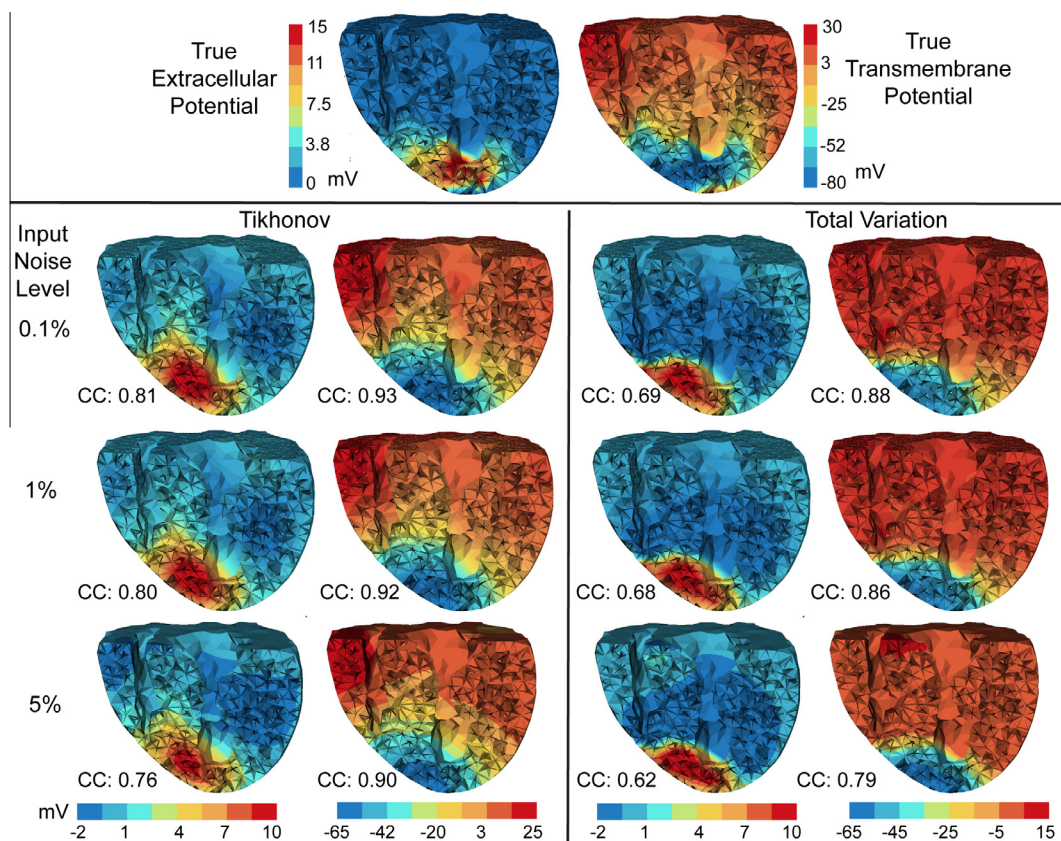 True
Extracellular
Potential
15
11
7.5
3.8
0
mV
30
3
-25
-52
-80
mV
True
Transmembrane
Potential
Tikhonov
Total Variation
Input
Noise
Level
0.1%
CC: 0.81
CC: 0.93
CC: 0.69
CC: 0.88
1%
CC: 0.80
CC: 0.92
CC: 0.68
CC: 0.86
5%
CC: 0.76
CC: 0.90
CC: 0.62
CC: 0.79
mV
-2 1 4 7 10
-65 -42 -20 3 25
-2 1 4 7 10
-65 -45 -25 -5 15